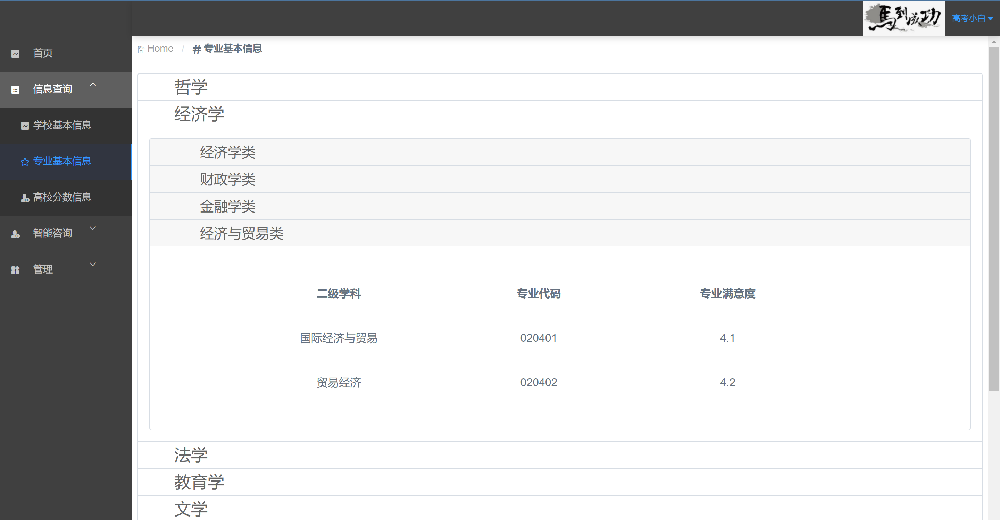 馬到成功
高考小白
首页
信息查询
学校基本信息
专业基本信息
高校分数信息
智能咨询
管理
Home / # 专业基本信息
哲学
经济学
经济学类
财政学类
金融学类
经济与贸易类
二级学科 专业代码 专业满意度
国际经济与贸易 020401 4.1
贸易经济 020402 4.2
法学
教育学
文学